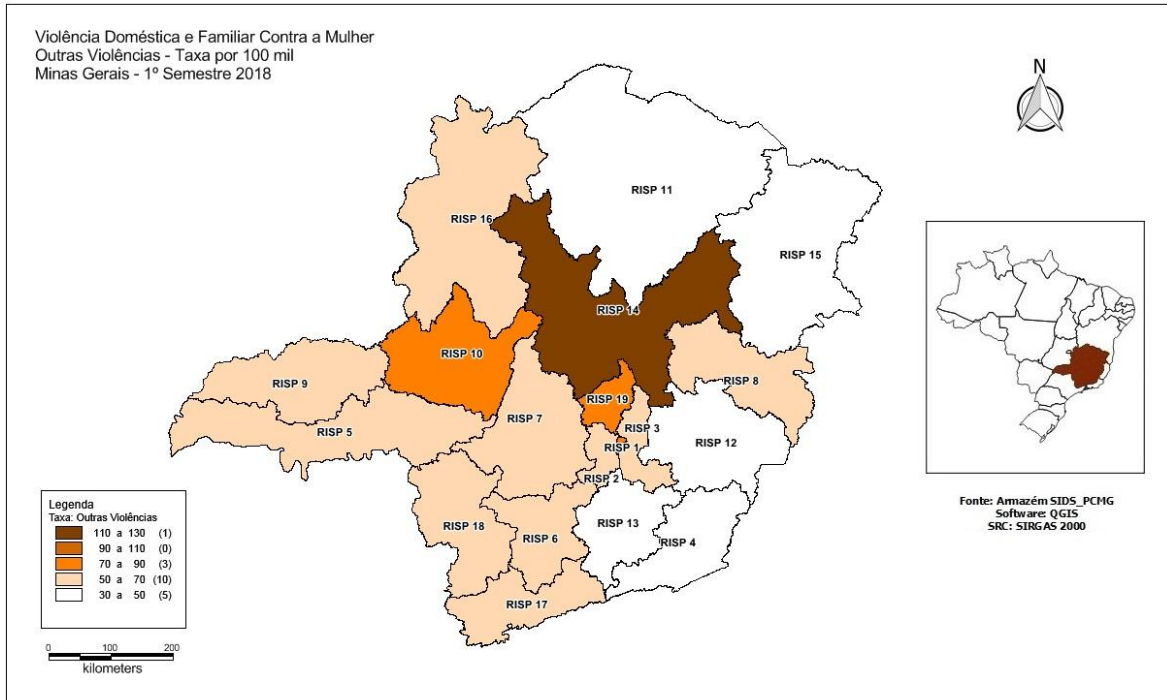 Violência Doméstica e Familiar Contra a Mulher
Outras Violências - Taxa por 100 mil
Minas Gerais - 1º Semestre 2018
N
RISP 11
RISP 16
RISP 15
RISP 14
RISP 10
RISP 9
RISP 8
RISP 19
RISP 7
RISP 3
RISP 5
RISP 12
RISP 1
RISP 2
RISP 13
RISP 18
RISP 6
RISP 4
RISP 17
Legenda
Taxa: Outras Violências
110 a 130 (1)
90 a 110 (0)
70 a 90 (3)
50 a 70 (10)
30 a 50 (5)
0 100 200
kilometers
Fonte: Armazém SIDS_PCMG
Software: QGIS
SRC: SIRGAS 2000